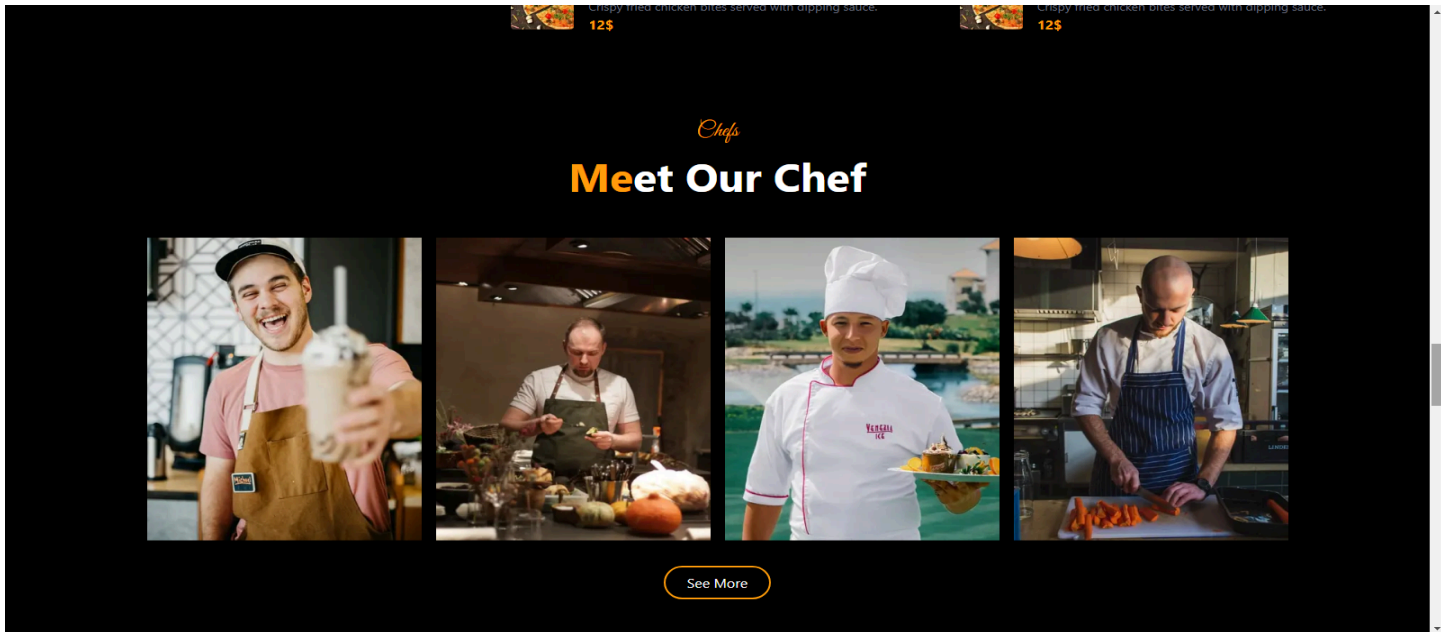 Crispy fried chicken bites served with dipping sauce.
12$
Crispy fried chicken bites served with dipping sauce.
12$
Chefs
Meet Our Chef
See More